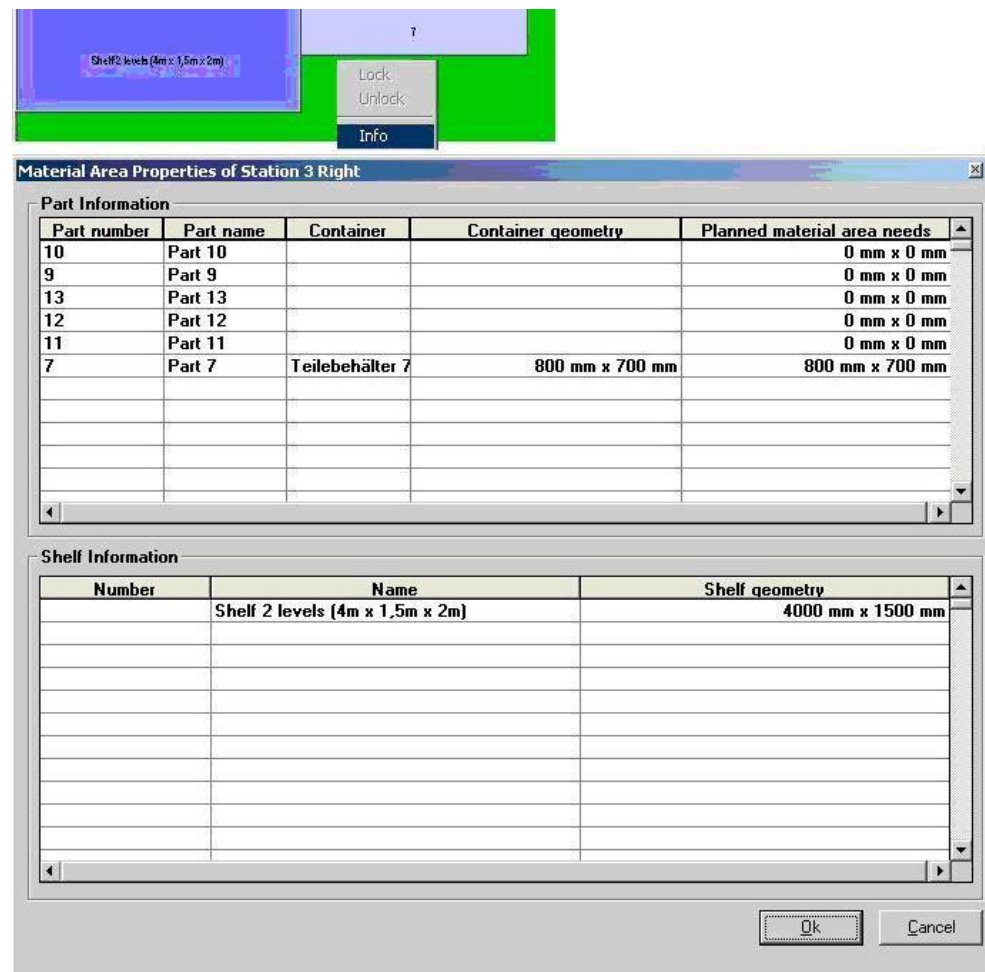 7
Shelf 2 levels (4m x 1,5m x 2m)
Lock
Unlock
Info
Material Area Properties of Station 3 Right
Part Information
Part number Part name Container Container geometry Planned material area needs
10 Part 10 0 mm x 0 mm
9 Part 9 0 mm x 0 mm
13 Part 13 0 mm x 0 mm
12 Part 12 0 mm x 0 mm
11 Part 11 0 mm x 0 mm
7 Part 7 Teilebehälter 7 800 mm x 700 mm 800 mm x 700 mm
Shelf Information
Number Name Shelf geometry
Shelf 2 levels (4m x 1,5m x 2m) 4000 mm x 1500 mm
Ok Cancel